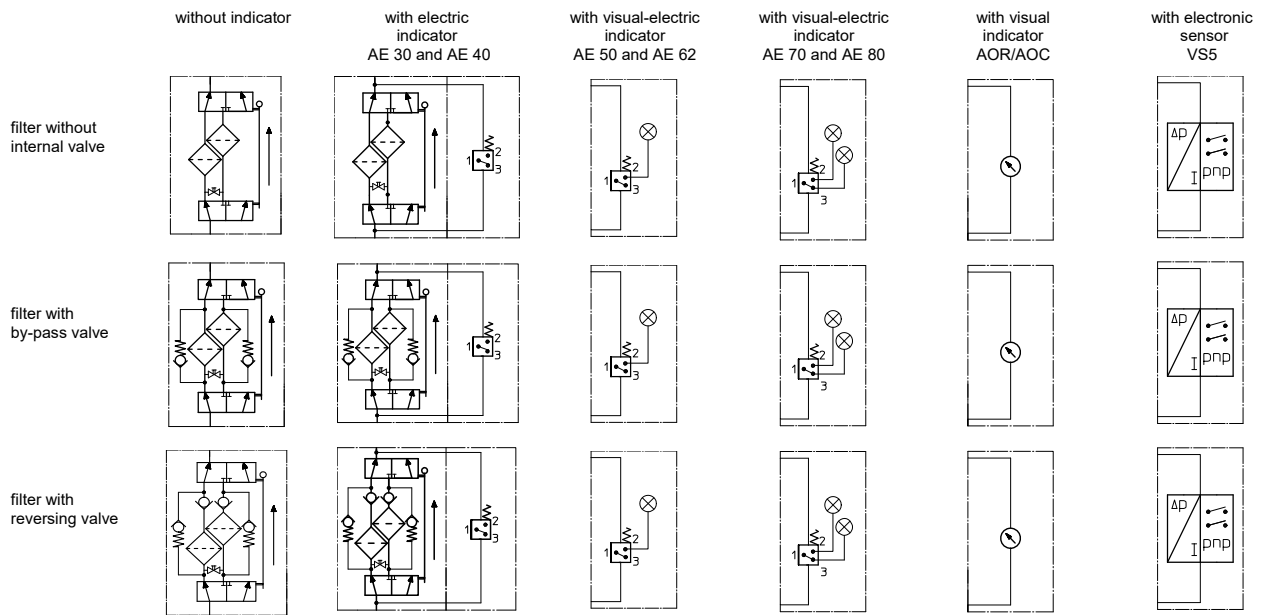 without indicator
with electric
indicator
AE 30 and AE 40
with visual-electric
indicator
AE 50 and AE 62
with visual-electric
indicator
AE 70 and AE 80
with visual
indicator
AOR/AOC
with electronic
sensor
VS5
filter without
internal valve
1
2
3
1
2
3
1
2
3
Δp
I
pnp
filter with
by-pass valve
1
2
3
1
2
3
1
2
3
Δp
I
pnp
filter with
reversing valve
1
2
3
1
2
3
1
2
3
Δp
I
pnp